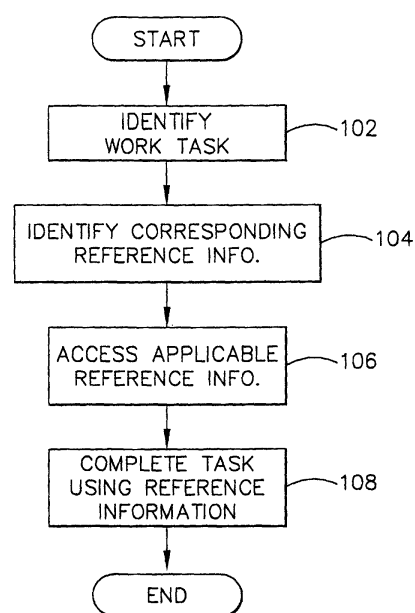 START
IDENTIFY
WORK TASK
102
IDENTIFY CORRESPONDING
REFERENCE INFO.
104
ACCESS APPLICABLE
REFERENCE INFO.
106
COMPLETE TASK
USING REFERENCE
INFORMATION
108
END